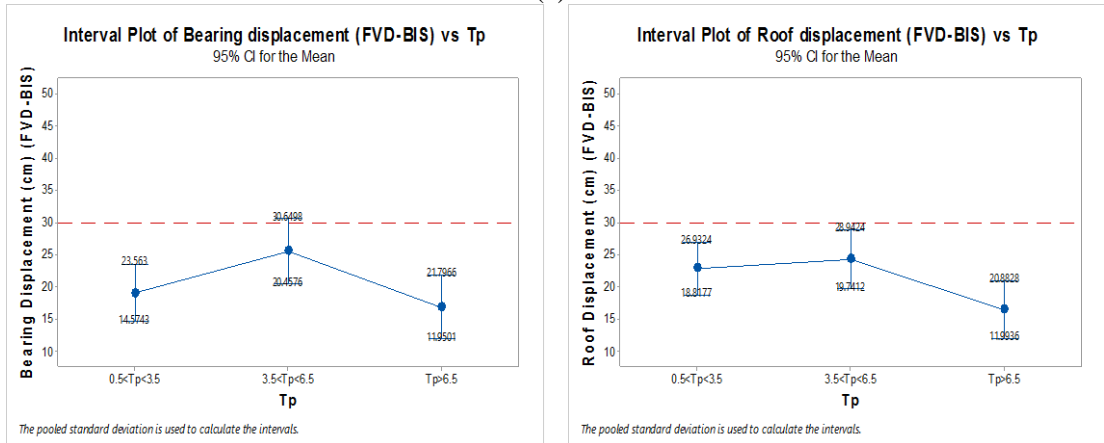 Interval Plot of Bearing displacement (FVD-BIS) vs Tp
95% CI for the Mean
Bearing Displacement (cm) (FVD-BIS)
50
45
40
35
30
25
20
15
10
23.563
14.5743
30.6498
20.4576
21.7966
11.9501
0.5<Tp<3.5
3.5<Tp<6.5
Tp>6.5
Tp
The pooled standard deviation is used to calculate the intervals.
Interval Plot of Roof displacement (FVD-BIS) vs Tp
95% CI for the Mean
Roof Displacement (cm) (FVD-BIS)
50
45
40
35
30
25
20
15
10
26.9324
18.8177
28.9424
19.7412
20.8828
11.9936
0.5<Tp<3.5
3.5<Tp<6.5
Tp>6.5
Tp
The pooled standard deviation is used to calculate the intervals.